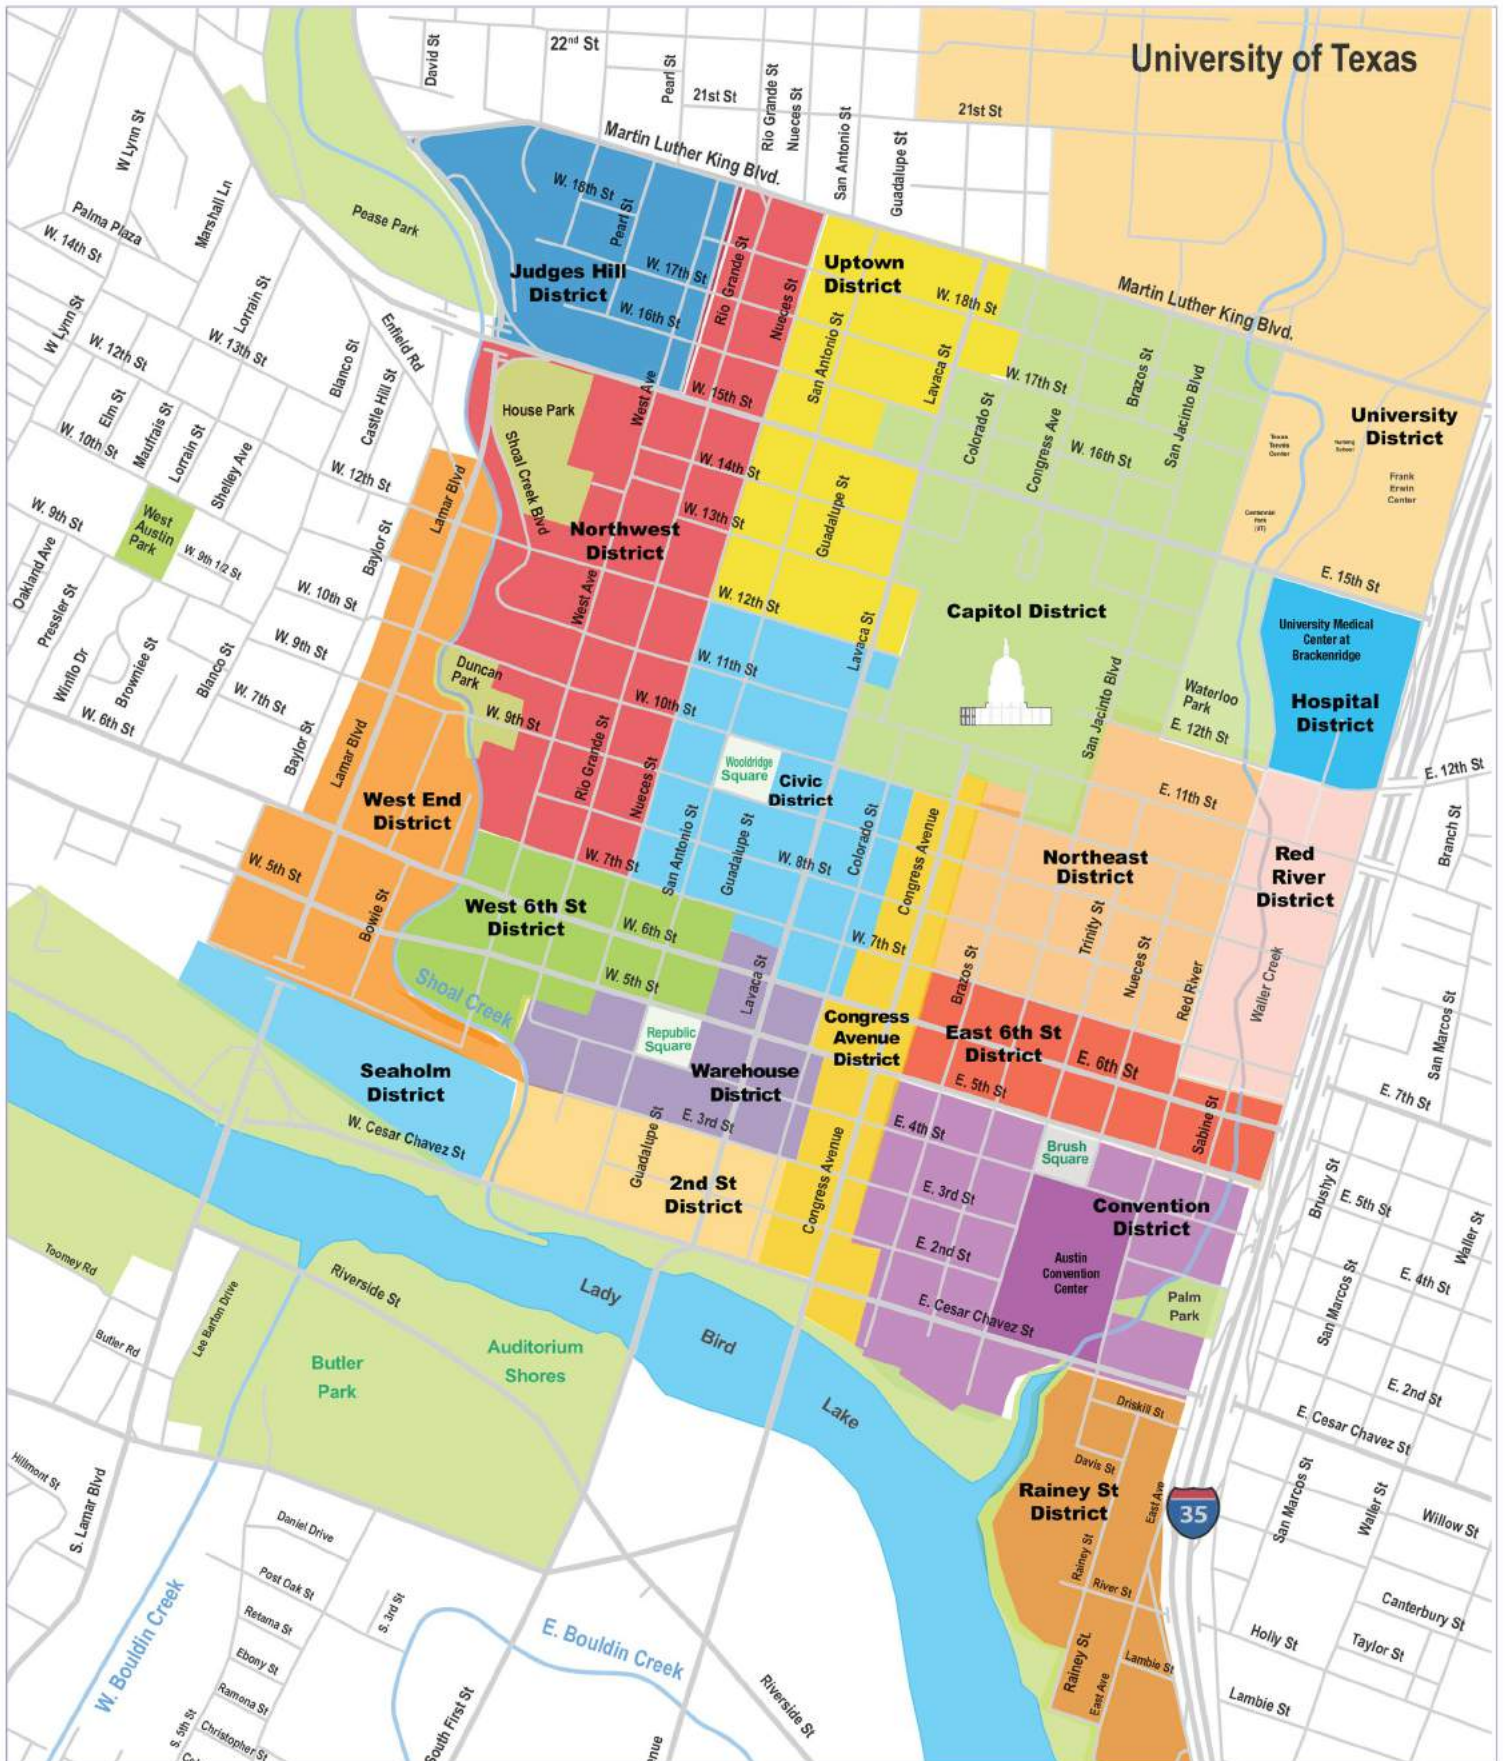 22nd St
University of Texas
David St
Pearl St
21st St
Rio Grande St
Nueces St
San Antonio St
Guadalupe St
21st St
Martin Luther King Blvd.
W Lynn St
Marshall Ln
Palma Plaza
W. 14th St
Pease Park
W. 18th St
Pearl St
W. 17th St
W. 16th St
Judges Hill
District
Rio Grande St
Nueces St
Uptown
District
W. 18th St
Martin Luther King Blvd.
W Lynn St
Lorrain St
W. 12th St
W. 13th St
Blanco St
Enfield Rd
Castle Hill St
San Antonio St
Lavaca St
W. 17th St
Brazos St
San Jacinto Blvd
Elm St
Maufrais St
W. 10th St
Lorrain St
Shelley Ave
House Park
Shoal Creek Blvd
West Ave
W. 15th St
Colorado St
Congress Ave
W. 16th St
University
District
Texas
Tennis
Center
Nursing
School
Frank
Erwin
Center
Centennial
Park
(UT)
W. 12th St
Lamar Blvd
W. 14th St
W. 13th St
Guadalupe St
W. 9th St
West
Austin
Park
W. 9th 1/2 St
Baylor St
Northwest
District
Oakland Ave
Pressler St
W. 10th St
West Ave
W. 12th St
Capitol District
E. 15th St
University Medical
Center at
Brackenridge
Hospital
District
Winflo Dr
Browniee St
Blanco St
W. 9th St
W. 7th St
W. 6th St
Duncan
Park
W. 9th St
W. 10th St
W. 11th St
Lavaca St
San Jacinto Blvd
Waterloo
Park
E. 12th St
E. 12th St
Baylor St
Lamar Blvd
Rio Grande St
Nueces St
Wooldridge
Square
Civic
District
West End
District
E. 11th St
Branch St
W. 5th St
W. 7th St
San Antonio St
Guadalupe St
W. 8th St
Colorado St
Congress Avenue
Northeast
District
Red
River
District
Bowie St
West 6th St
District
W. 6th St
W. 7th St
Trinity St
Nueces St
Brazos St
Red River
Waller Creek
Shoal Creek
W. 5th St
Lavaca St
Republic
Square
Congress
Avenue
District
East 6th St
District
E. 6th St
San Marcos St
Seaholm
District
Warehouse
District
E. 5th St
E. 7th St
W. Cesar Chavez St
Guadalupe St
E. 3rd St
E. 4th St
Brush
Square
Sabine St
2nd St
District
Congress Avenue
E. 3rd St
Convention
District
Brushy St
E. 5th St
Waller St
Toomey Rd
Riverside St
Lee Barton Drive
Butler Rd
Lady
Bird
Lake
E. 2nd St
Austin
Convention
Center
E. Cesar Chavez St
Palm
Park
San Marcos St
E. 4th St
Butler
Park
Auditorium
Shores
Driskill St
E. 2nd St
E. Cesar Chavez St
Hillmont St
S. Lamar Blvd
Davis St
Rainey St
District
East Ave
35
San Marcos St
Waller St
Willow St
Daniel Drive
Post Oak St
Retama St
S. 3rd St
Rainey St
River St
Canterbury St
Holly St
Taylor St
W. Bouldin Creek
E. Bouldin Creek
Ebony St
Ramona St
S. 5th St
Christopher St
South First St
Riverside St
Rainey St.
East Ave
Lambie St
Lambie St